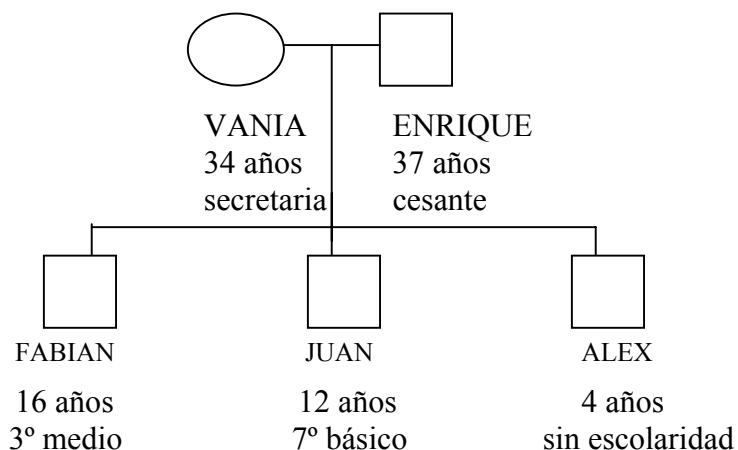 VANIA
34 años
secretaria
ENRIQUE
37 años
cesante
FABIAN
16 años
3º medio
JUAN
12 años
7º básico
ALEX
4 años
sin escolaridad